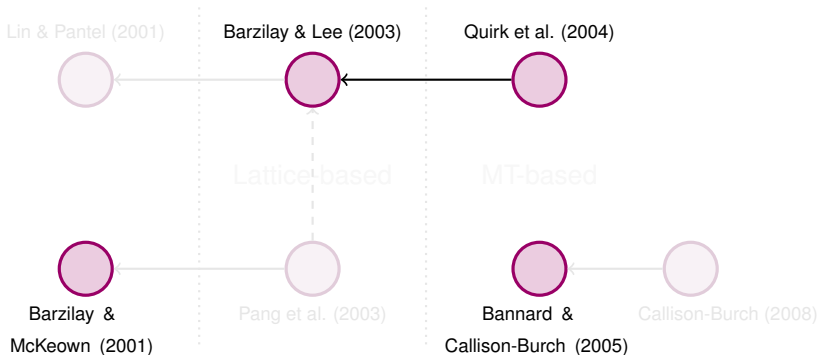 Lin & Pantel (2001)
Barzilay & Lee (2003)
Quirk et al. (2004)
Lattice-based
MT-based
Barzilay &
McKeown (2001)
Pang et al. (2003)
Bannard &
Callison-Burch (2005)
Callison-Burch (2008)